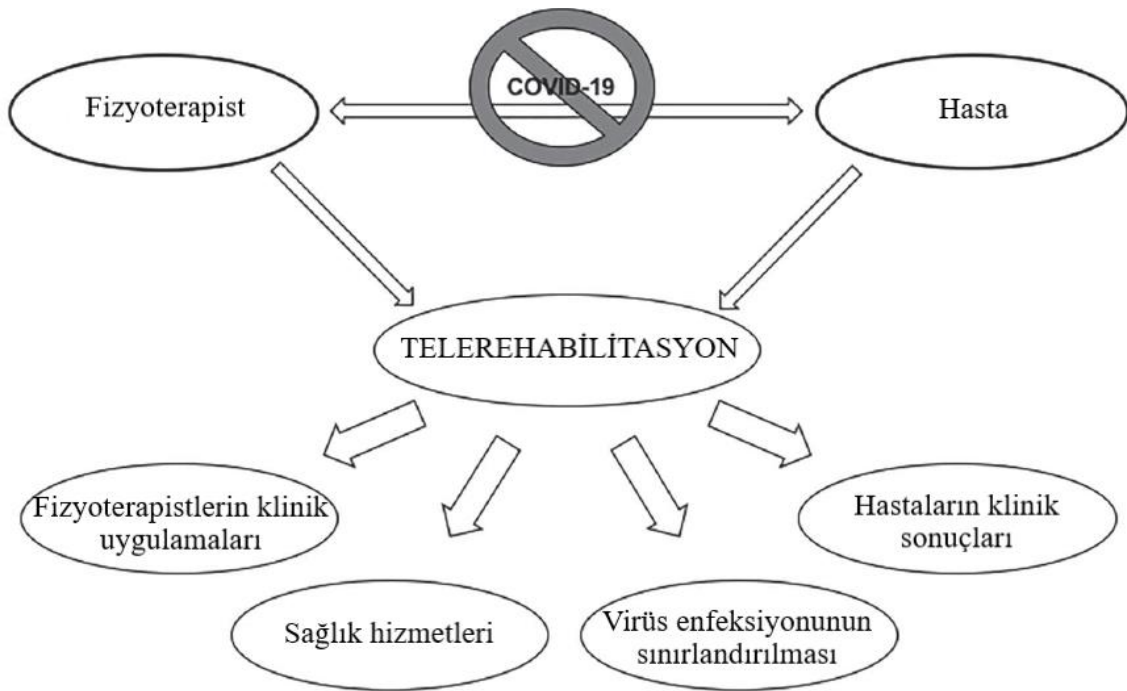 COVID-19
Fizyoterapist
Hasta
TELEREHABİLİTASYON
Fizyoterapistlerin klinik
uygulamaları
Hastaların klinik
sonuçları
Sağlık hizmetleri
Virüs enfeksiyonunun
sınırlandırılması